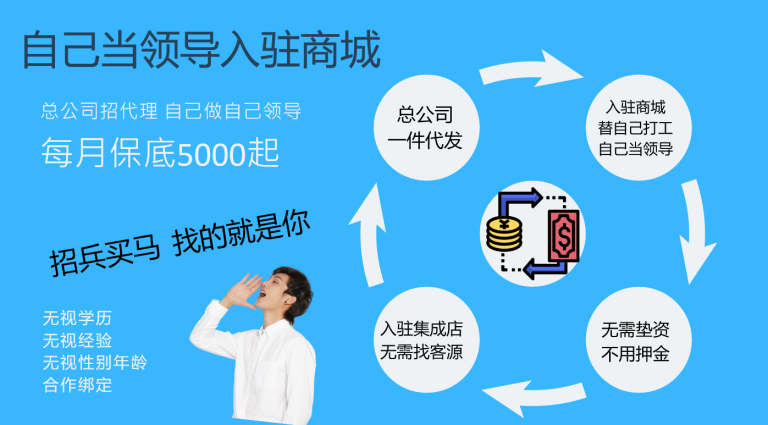 自己当领导入驻商城
总公司招代理 自己做自己领导
每月保底5000起
招兵买马 找的就是你
无视学历
无视经验
无视性别年龄
合作绑定
总公司
一件代发
入驻商城
替自己打工
自己当领导
无需垫资
不用押金
入驻集成店
无需找客源